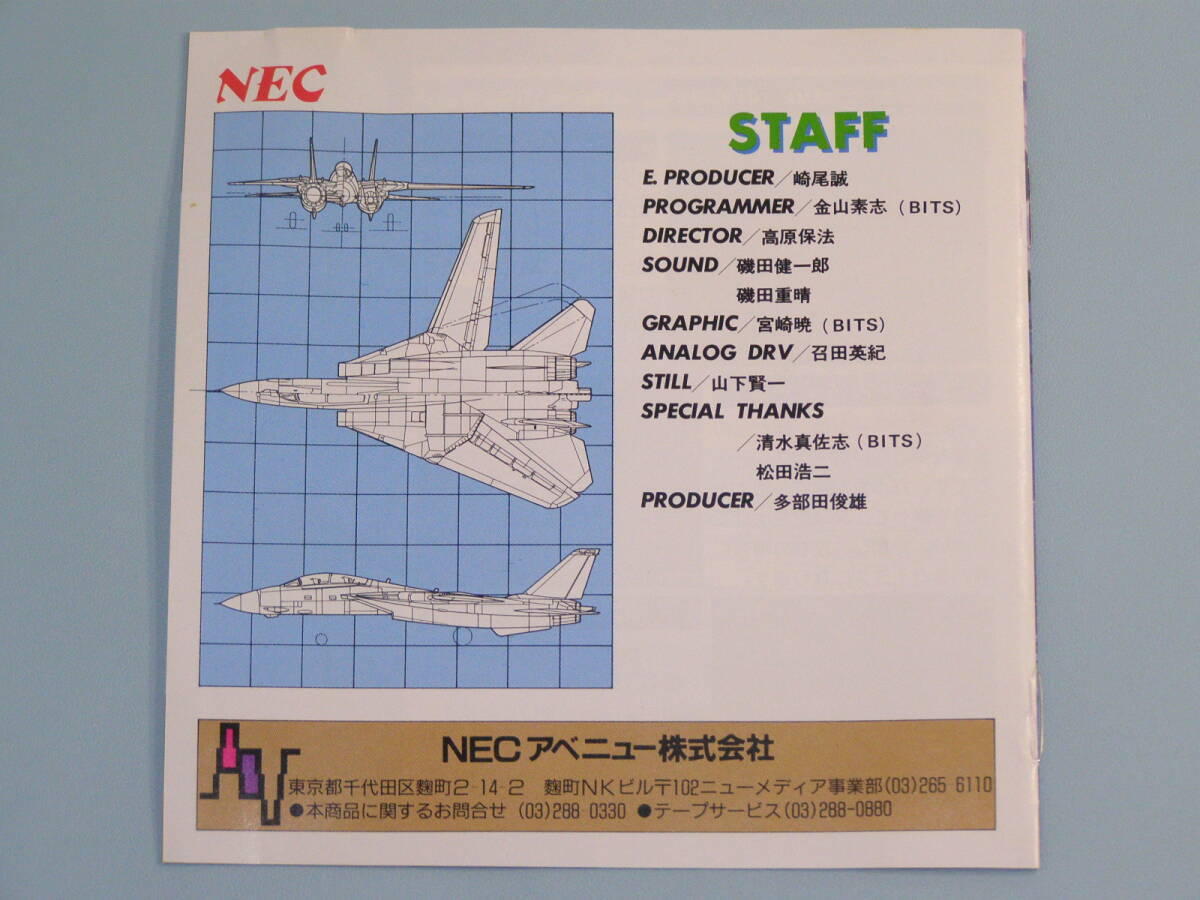 NEC
STAFF
E. PRODUCER/崎尾誠
PROGRAMMER/金山素志(BITS)
DIRECTOR/高原保法
SOUND/磯田健一郎
磯田重晴
GRAPHIC/宮崎暁(BITS)
ANALOG DRV/召田英紀
STILL/山下賢一
SPECIAL THANKS
/清水真佐志(BITS)
松田浩二
PRODUCER/多部田俊雄
NECアベニュー株式会社
東京都千代田区麴町2-14-2 麴町NKビル〒102ニューメディア事業部(03)265 6110
●本商品に関するお問合せ (03)288 0330 ●テープサービス(03)288-0880